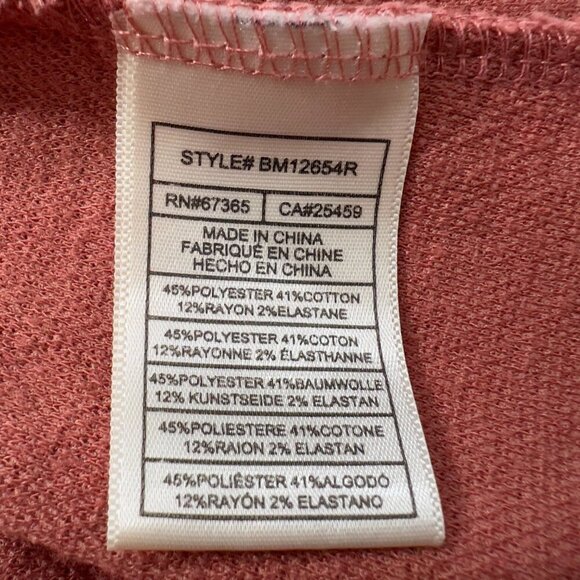 STYLE# BM12654R
RN#67365 CA#25459
MADE IN CHINA
FABRIQUÉ EN CHINE
HECHO EN CHINA
45%POLYESTER 41%COTTON
12%RAYON 2%ELASTANE
45%POLYESTER 41%COTON
12%RAYONNE 2% ÉLASTHANNE
45%POLYESTER 41%BAUMWOLLE
12% KUNSTSEIDE 2% ELASTAN
45%POLIESTERE 41%COTONE
12%RAION 2% ELASTAN
45%POLIÉSTER 41%ALGODO
12%RAYÓN 2% ELASTANO